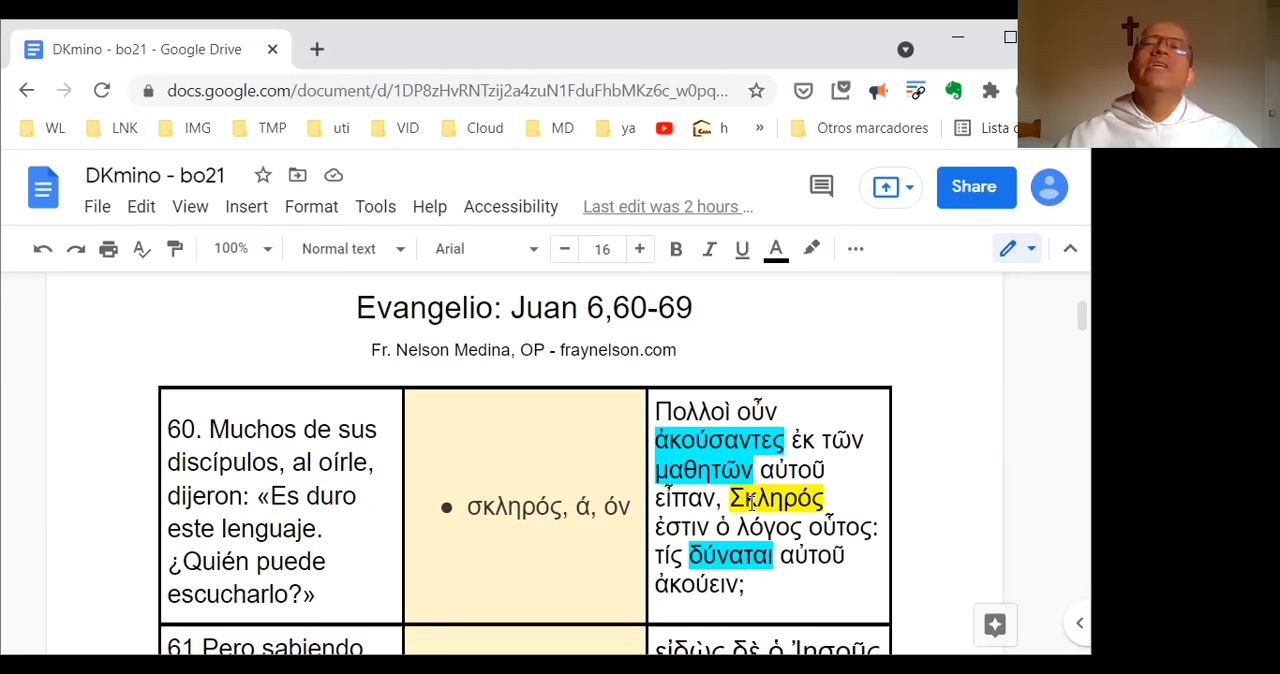 DKmino - bo21 - Google Drive
docs.google.com/document/d/1DP8zHvRNTzij2a4zuN1FduFhbMKz6c_w0pq...
WL LNK IMG TMP uti VID Cloud MD ya h » Otros marcadores Lista
DKmino - bo21
Share
File Edit View Insert Format Tools Help Accessibility Last edit was 2 hours ...
100% Normal text Arial 16 B I U A
Evangelio: Juan 6,60-69
Fr. Nelson Medina, OP - fraynelson.com
60. Muchos de sus
discípulos, al oírle,
dijeron: «Es duro
este lenguaje.
¿Quién puede
escucharlo?»
● σκληρός, ά, όν
Πολλοὶ οὖν
ἀκούσαντες ἐκ τῶν
μαθητῶν αὐτοῦ
εἶπαν, Σκληρός
ἐστιν ὁ λόγος οὗτος:
τίς δύναται αὐτοῦ
ἀκούειν;
61 Pero sabiendo
εἰδὼς δὲ ὁ Ἰησοῦς